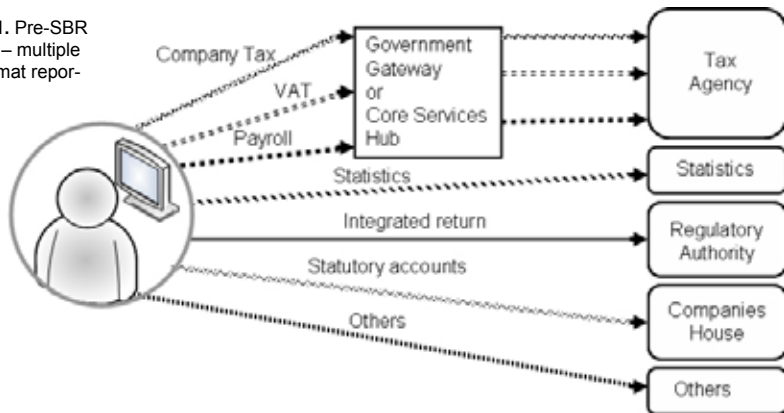 1. Pre-SBR
– multiple
mat repor-
Company Tax
VAT
Payroll
Statistics
Integrated return
Statutory accounts
Others
Government
Gateway
or
Core Services
Hub
Tax
Agency
Statistics
Regulatory
Authority
Companies
House
Others